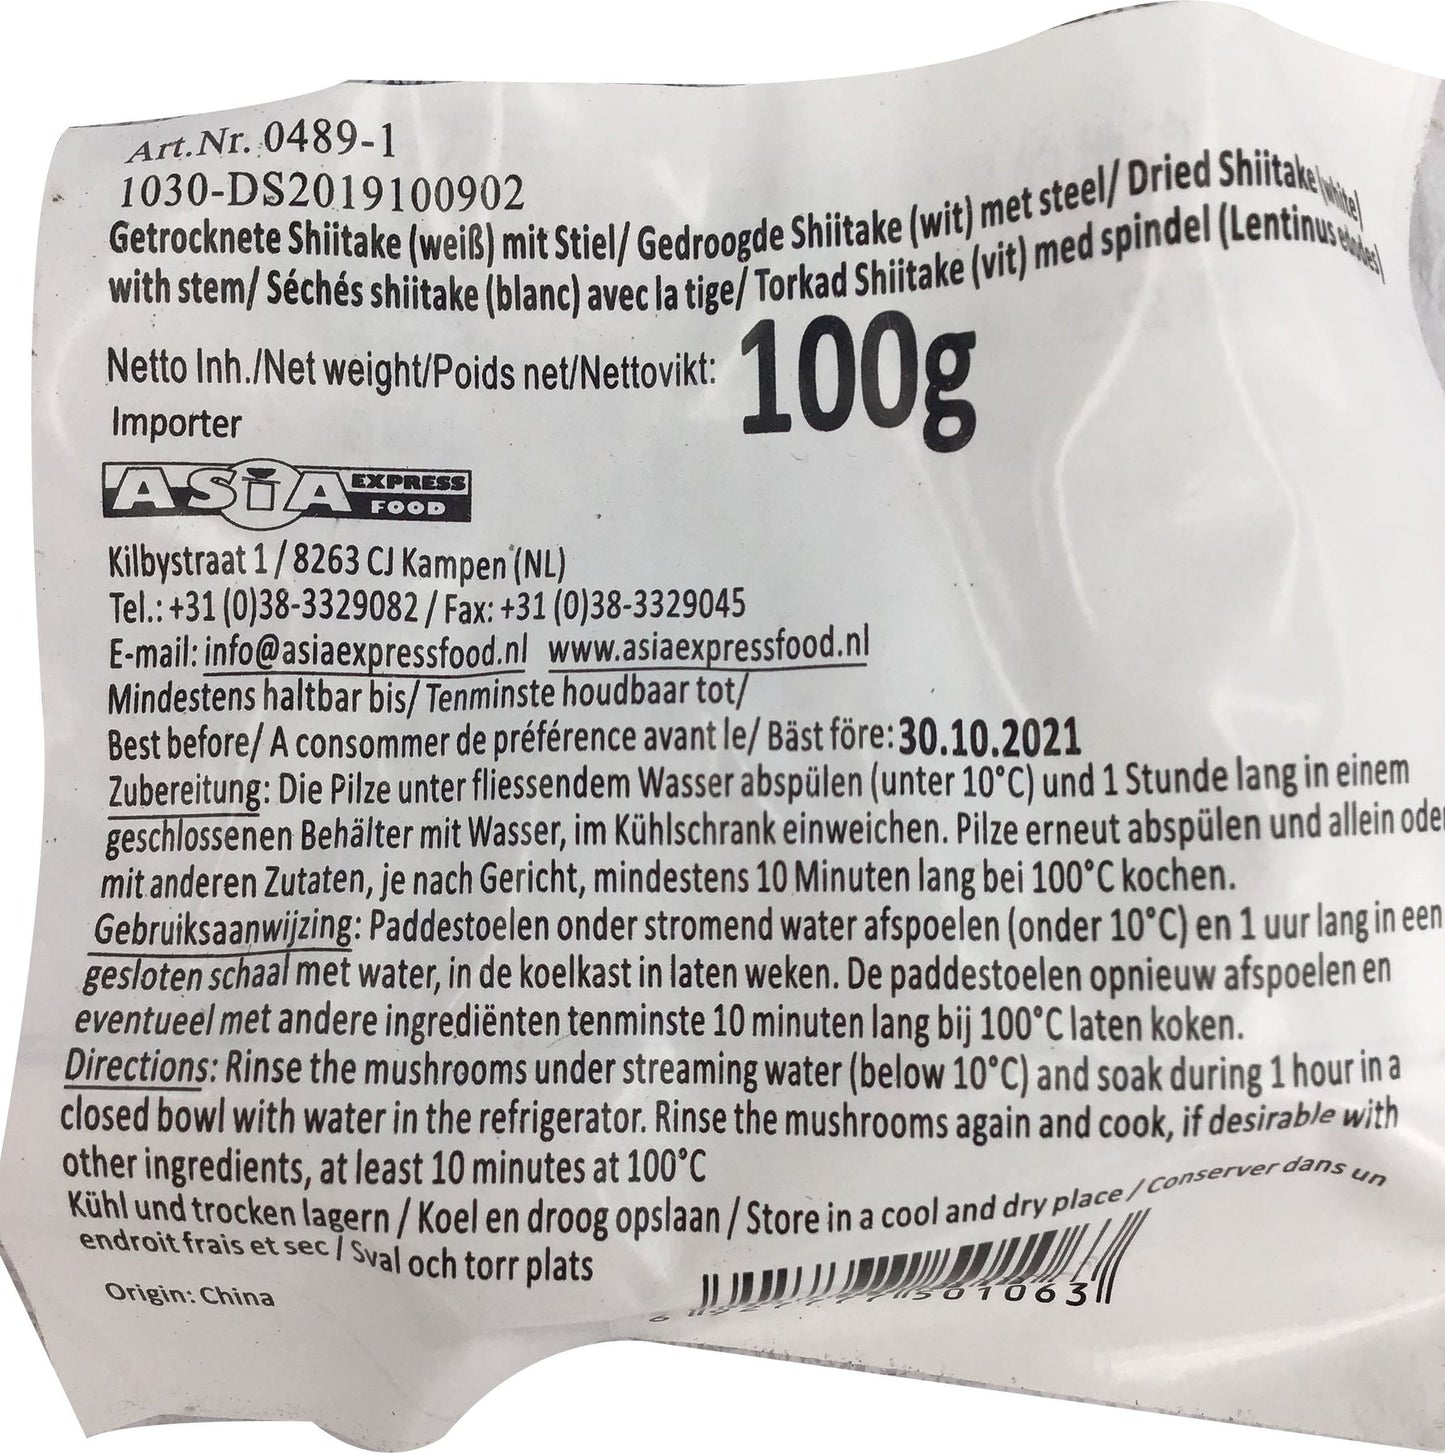 Art.Nr. 0489-1
1030-DS2019100902
Getrocknete Shiitake (weiß) mit Stiel/ Gedroogde Shiitake (wit) met steel/ Dried Shiitake (white)
with stem/ Séchés shiitake (blanc) avec la tige/ Torkad Shiitake (vit) med spindel (Lentinus edodes)
Netto Inh./Net weight/Poids net/Nettovikt: 100g
Importer
ASIA EXPRESS FOOD
Kilbystraat 1 / 8263 CJ Kampen (NL)
Tel.: +31 (0)38-3329082 / Fax: +31 (0)38-3329045
E-mail: info@asiaexpressfood.nl www.asiaexpressfood.nl
Mindestens haltbar bis/ Tenminste houdbaar tot/
Best before/ A consommer de préférence avant le/ Bäst före: 30.10.2021
Zubereitung: Die Pilze unter fliessendem Wasser abspülen (unter 10°C) und 1 Stunde lang in einem
geschlossenen Behälter mit Wasser, im Kühlschrank einweichen. Pilze erneut abspülen und allein oder
mit anderen Zutaten, je nach Gericht, mindestens 10 Minuten lang bei 100°C kochen.
Gebruiksaanwijzing: Paddestoelen onder stromend water afspoelen (onder 10°C) en 1 uur lang in een
gesloten schaal met water, in de koelkast in laten weken. De paddestoelen opnieuw afspoelen en
eventueel met andere ingrediënten tenminste 10 minuten lang bij 100°C laten koken.
Directions: Rinse the mushrooms under streaming water (below 10°C) and soak during 1 hour in a
closed bowl with water in the refrigerator. Rinse the mushrooms again and cook, if desirable with
other ingredients, at least 10 minutes at 100°C
Kühl und trocken lagern / Koel en droog opslaan / Store in a cool and dry place / Conserver dans un
endroit frais et sec / Sval och torr plats
Origin: China